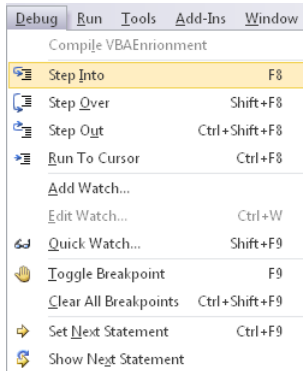 Debug Run Tools Add-Ins Window
Compile VBAEnrionment
Step Into F8
Step Over Shift+F8
Step Out Ctrl+Shift+F8
Run To Cursor Ctrl+F8
Add Watch...
Edit Watch... Ctrl+W
Quick Watch... Shift+F9
Toggle Breakpoint F9
Clear All Breakpoints Ctrl+Shift+F9
Set Next Statement Ctrl+F9
Show Next Statement